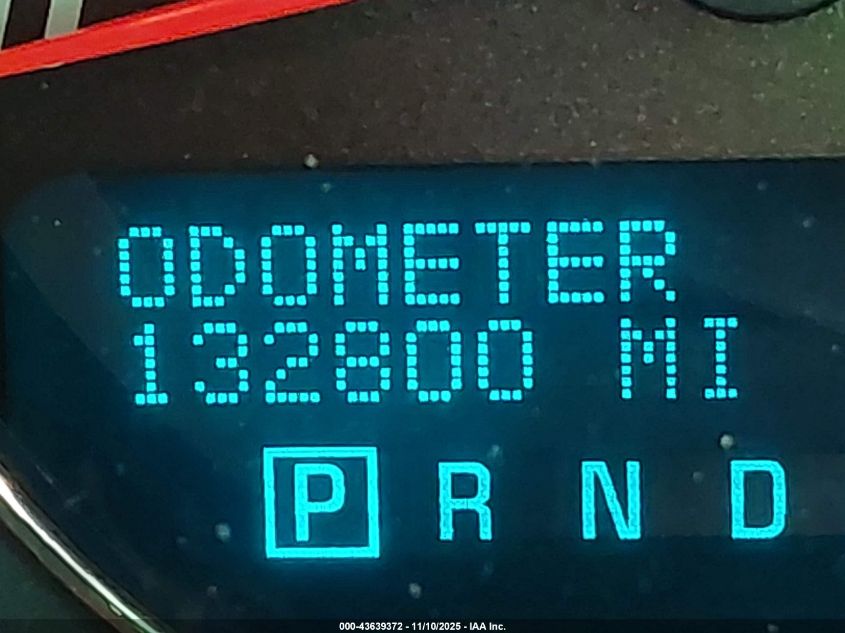 ODOMETER
132800 MI
P R N D
000-43639372 - 11/10/2025 - IAA Inc.